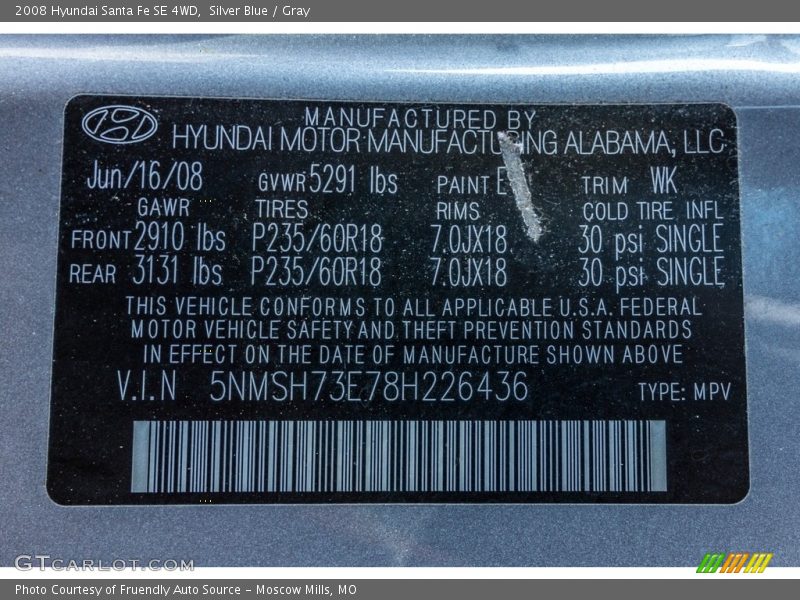 2008 Hyundai Santa Fe SE 4WD, Silver Blue / Gray
MANUFACTURED BY
HYUNDAI MOTOR MANUFACTURING ALABAMA, LLC
Jun/16/08 GVWR 5291 lbs PAINT TRIM WK
GAWR TIRES RIMS COLD TIRE INFL
FRONT 2910 lbs P235/60R18 7.0JX18 30 psi SINGLE
REAR 3131 lbs P235/60R18 7.0JX18 30 psi SINGLE
THIS VEHICLE CONFORMS TO ALL APPLICABLE U.S.A. FEDERAL
MOTOR VEHICLE SAFETY AND THEFT PREVENTION STANDARDS
IN EFFECT ON THE DATE OF MANUFACTURE SHOWN ABOVE
V.I.N 5NMSH73E78H226436 TYPE: MPV
GTCARLOT.COM
Photo Courtesy of Fruendly Auto Source - Moscow Mills, MO